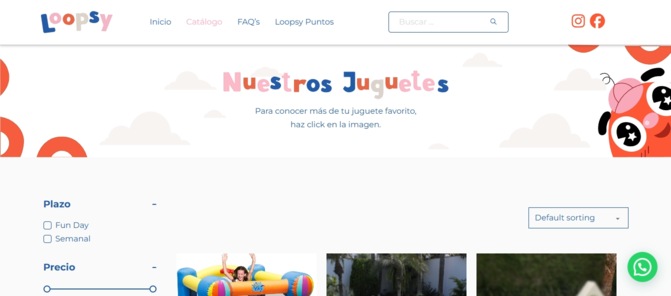 Loopsy
Inicio Catálogo FAQ's Loopsy Puntos
Buscar ...
Nuestros Juguetes
Para conocer más de tu juguete favorito,
haz click en la imagen.
Plazo -
Default sorting
Fun Day
Semanal
Precio -